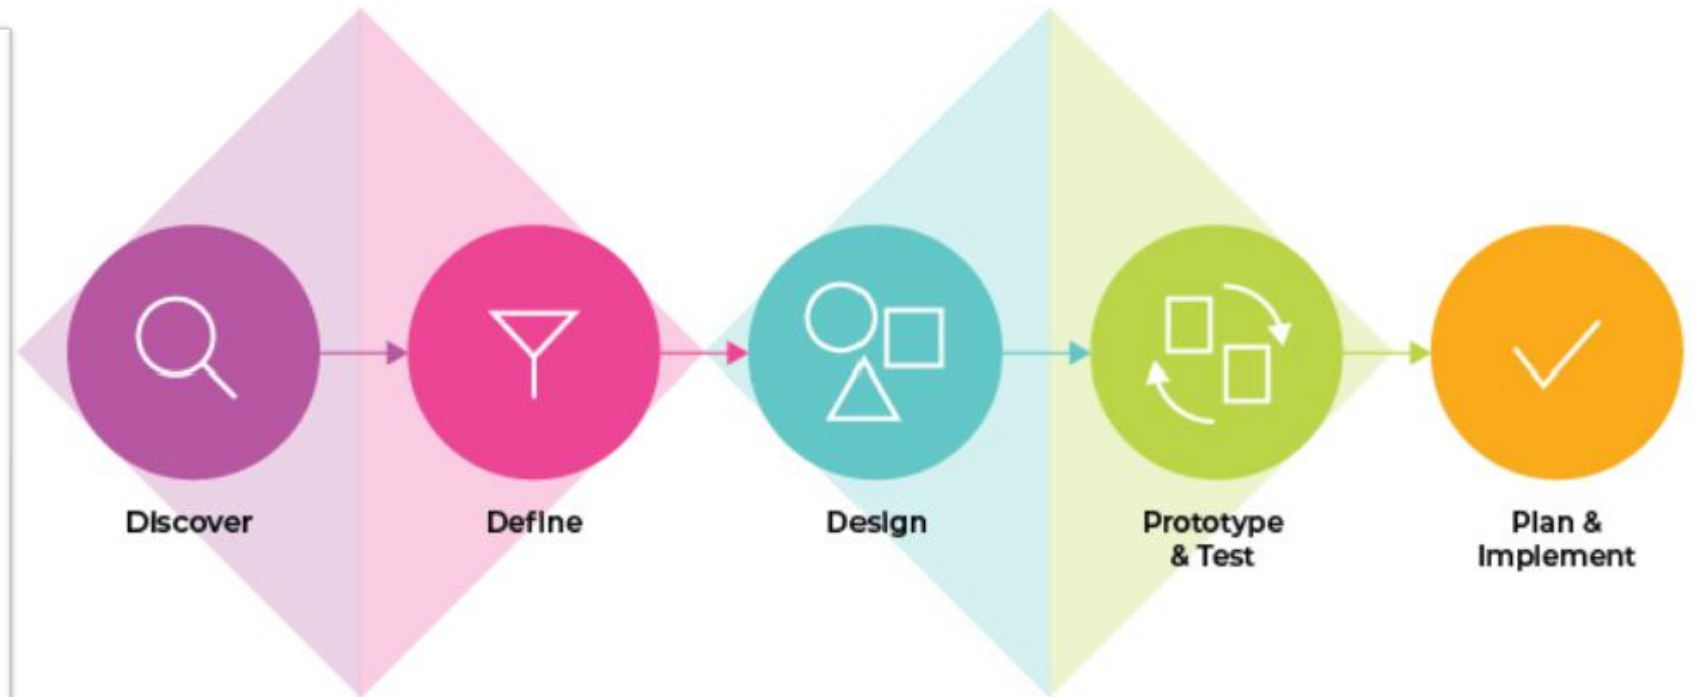 Discover
Define
Design
Prototype
& Test
Plan &
Implement